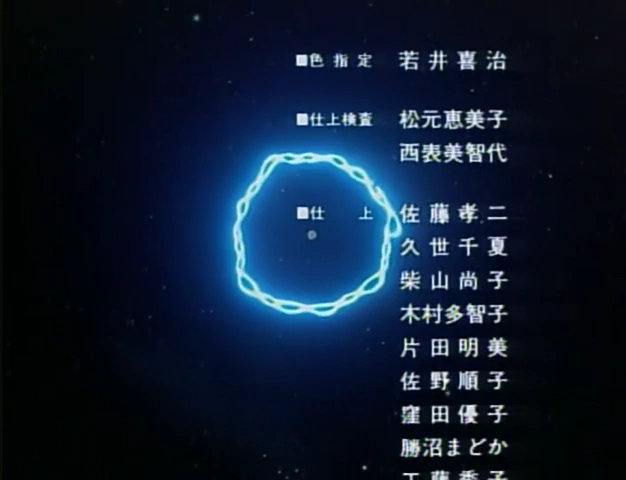 ■色指定 若井喜治
■仕上検査 松元恵美子
西表美智代
■仕上 佐藤孝二
久世千夏
柴山尚子
木村多智子
片田明美
佐野順子
窪田優子
勝沼まどか